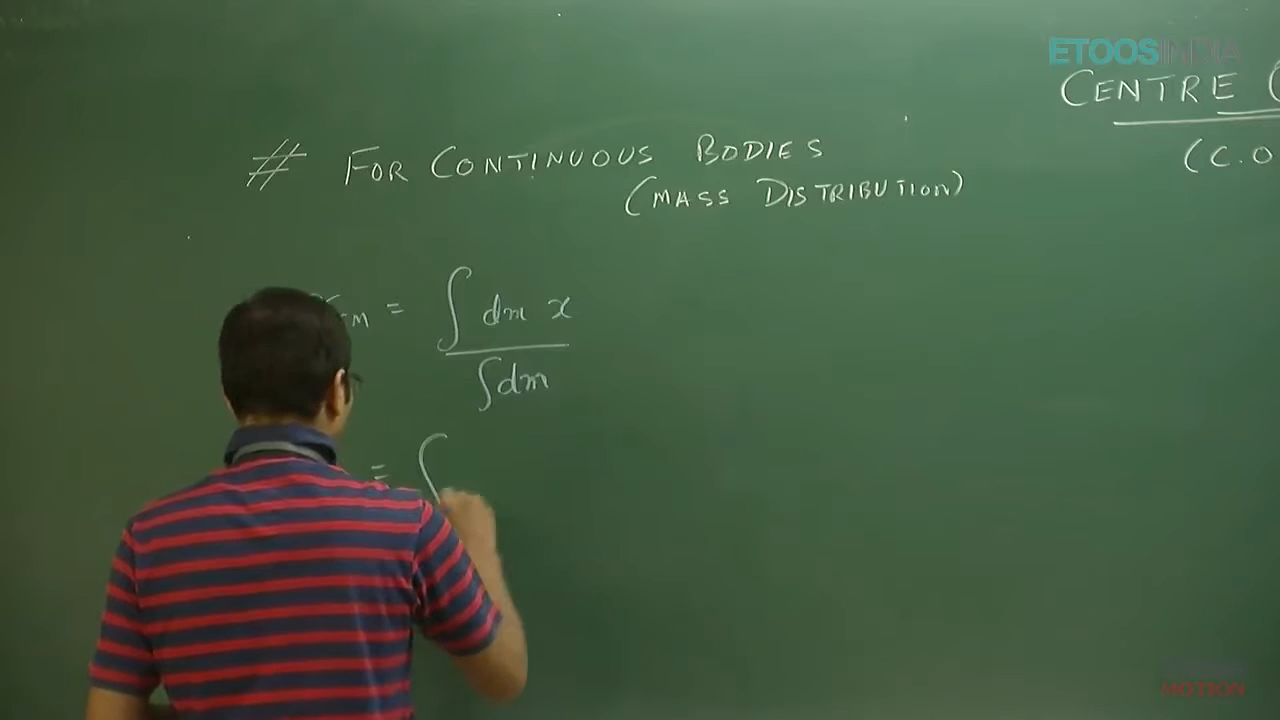 ETOOSINDIA
CENTRE (
(C.O
# FOR CONTINUOUS BODIES
(MASS DISTRIBUTION)
M = ∫ dm x
∫dm
= ∫
MOTION